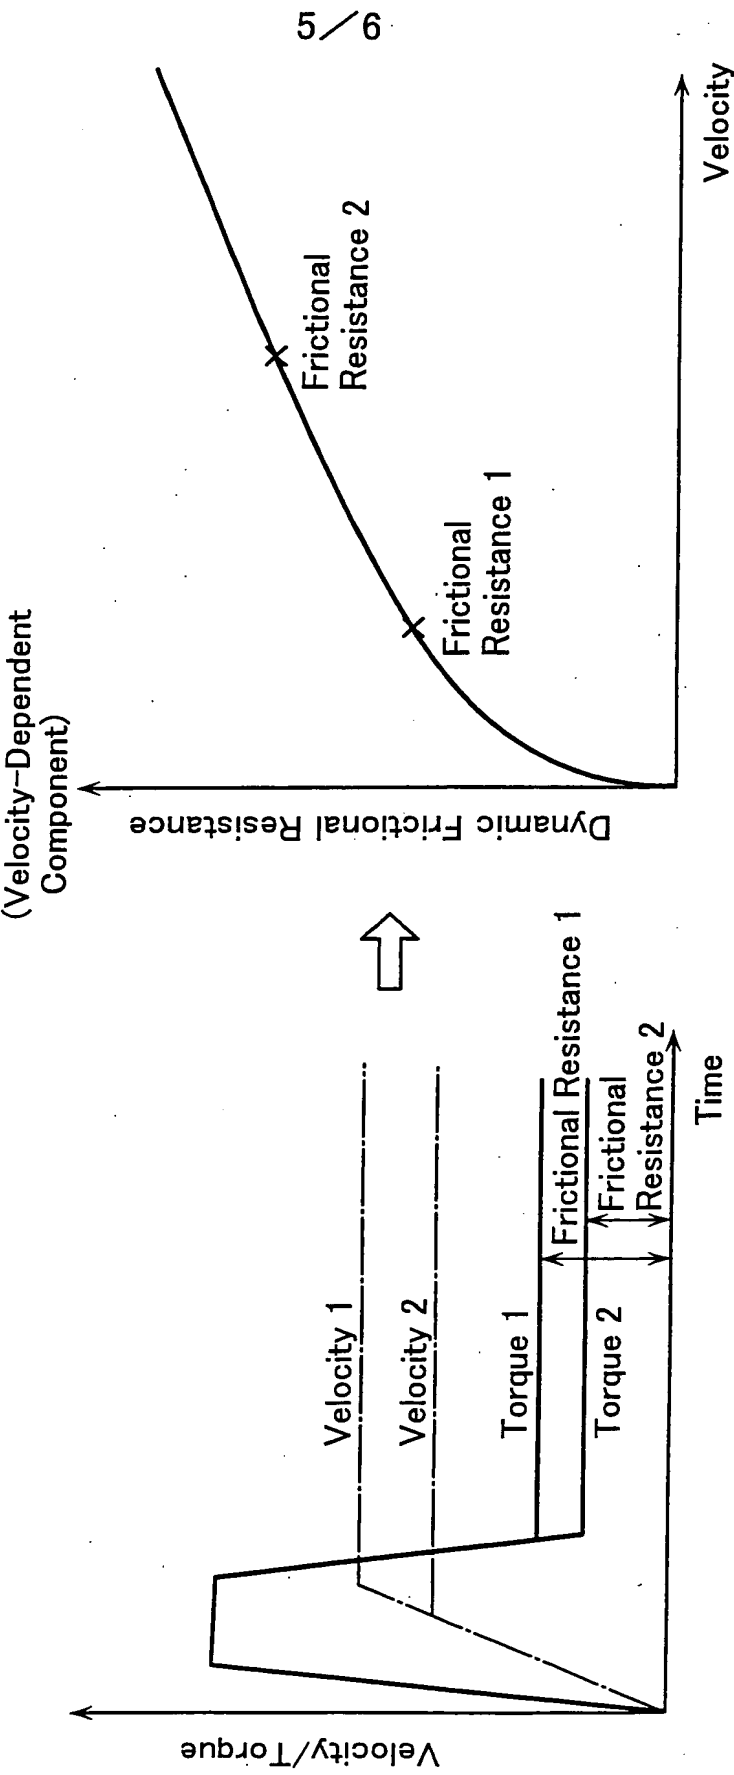 5/6
(Velocity-Dependent
Component)
Dynamic Frictional Resistance
Frictional
Resistance 2
Frictional
Resistance 1
Velocity
Velocity/Torque
Velocity 1
Velocity 2
Torque 1
Torque 2
Frictional Resistance 1
Frictional
Resistance 2
Time